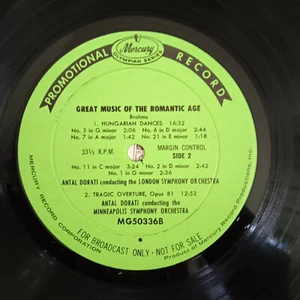 Mercury
OLYMPIAN SERIES
PROMOTIONAL RECORD
GREAT MUSIC OF THE ROMANTIC AGE
Brahms
1. HUNGARIAN DANCES. 16:32
No. 5 in G minor 2:06 No. 6 in D major 2:44
No. 7 in A major 1:42 No. 21 in E minor 1:18
33⅓ R.P.M. MARGIN CONTROL
SIDE 2
No. 11 in C major 3:24 No. 2 in D minor 2:42
No. 1 in G minor 2:36
ANTAL DORATI conducting the LONDON SYMPHONY ORCHESTRA
2. TRAGIC OVERTURE, Opus 81 12:52
ANTAL DORATI conducting the
MINNEAPOLIS SYMPHONY ORCHESTRA
MG50336B
FOR BROADCAST ONLY · NOT FOR SALE
MERCURY RECORD CORPORATION
Product of Mercury Record Productions, Inc.